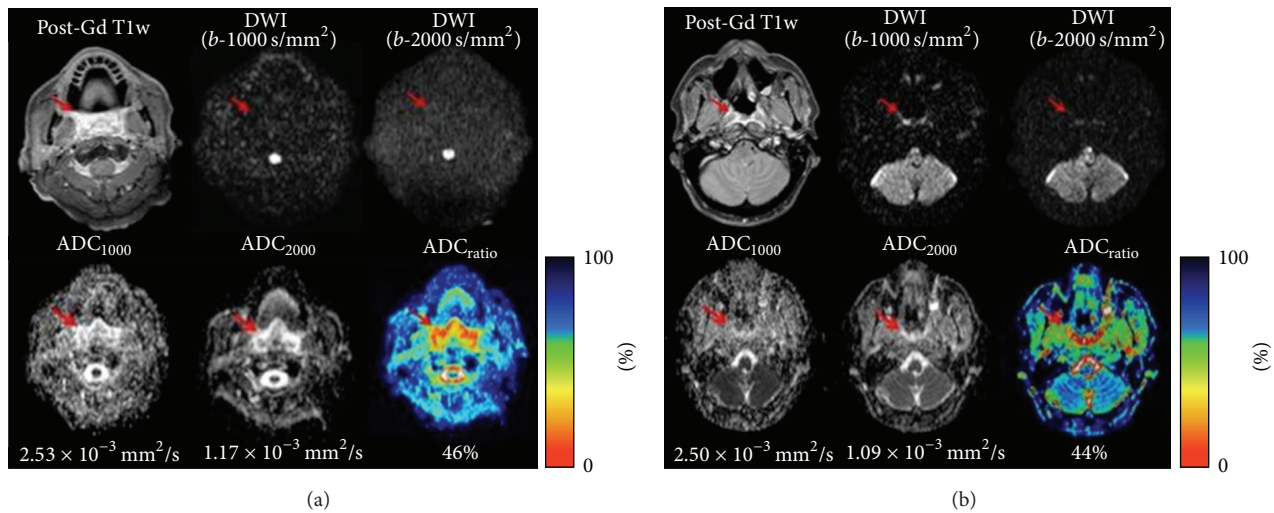 Post-Gd T1w
DWI
(b-1000 s/mm²)
DWI
(b-2000 s/mm²)
ADC₁₀₀₀
ADC₂₀₀₀
ADCratio
2.53 × 10⁻³ mm²/s
1.17 × 10⁻³ mm²/s
46%
100
(%)
0
(a)
Post-Gd T1w
DWI
(b-1000 s/mm²)
DWI
(b-2000 s/mm²)
ADC₁₀₀₀
ADC₂₀₀₀
ADCratio
2.50 × 10⁻³ mm²/s
1.09 × 10⁻³ mm²/s
44%
100
(%)
0
(b)